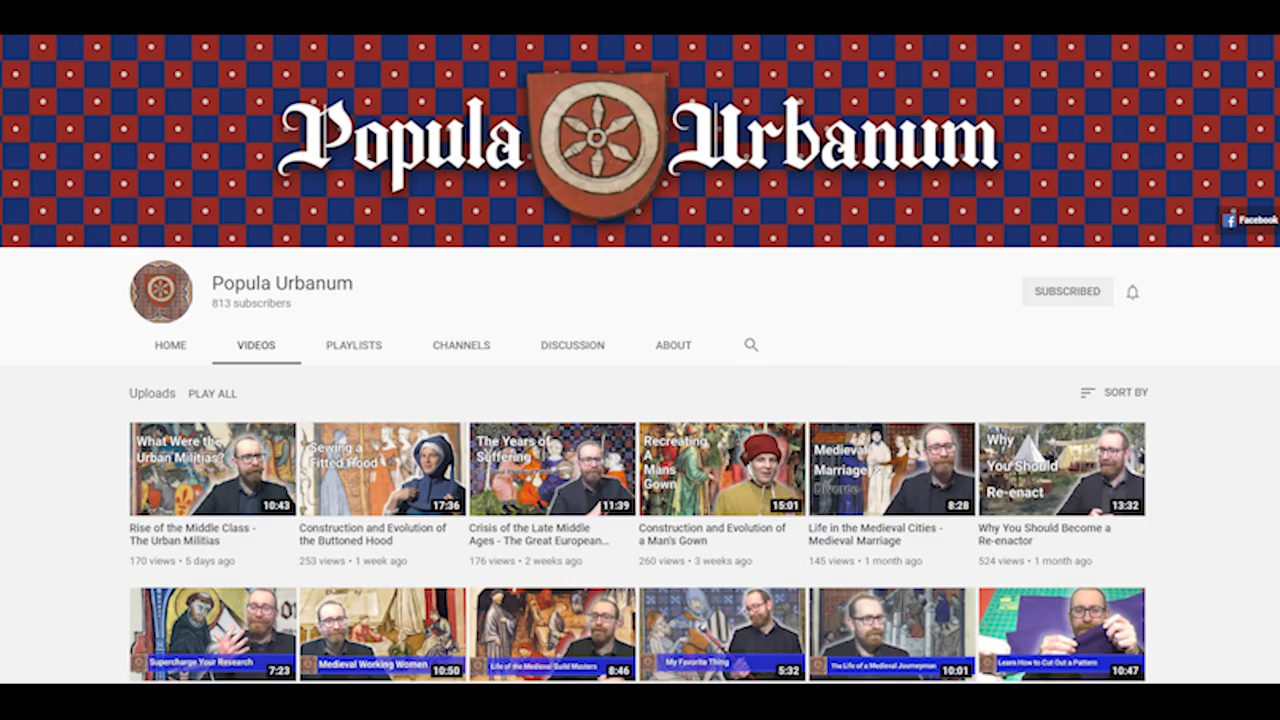 Popula Urbanum
Facebook
Popula Urbanum
813 subscribers
SUBSCRIBED
HOME VIDEOS PLAYLISTS CHANNELS DISCUSSION ABOUT
Uploads PLAY ALL
SORT BY
What Were the
Urban Militias?
10:43
Sewing a
Fitted Hood
17:36
The Years of
Suffering
11:39
Recreating
A
Mans
Gown
15:01
Medieval
Marriage
Divorce
8:28
Why
You Should
Re-enact
13:32
Rise of the Middle Class -
The Urban Militias
170 views • 5 days ago
Construction and Evolution of
the Buttoned Hood
253 views • 1 week ago
Crisis of the Late Middle
Ages - The Great European...
176 views • 2 weeks ago
Construction and Evolution of
a Man's Gown
260 views • 3 weeks ago
Life in the Medieval Cities -
Medieval Marriage
145 views • 1 month ago
Why You Should Become a
Re-enactor
524 views • 1 month ago
Supercharge Your Research
7:23
Medieval Working Women
10:50
Life of the Medieval Guild Masters
8:46
My Favorite Thing
5:32
The Life of a Medieval Journeyman
10:01
Learn How to Cut Out a Pattern
10:47